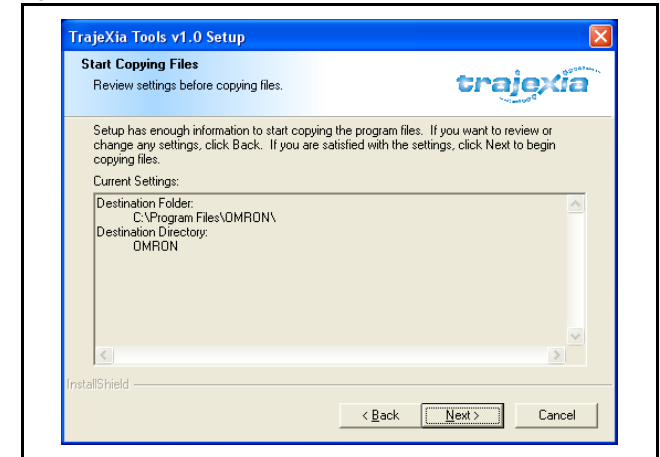 TrajeXia Tools v1.0 Setup
Start Copying Files
Review settings before copying files.
trajexia
Setup has enough information to start copying the program files. If you want to review or
change any settings, click Back. If you are satisfied with the settings, click Next to begin
copying files.
Current Settings:
Destination Folder:
C:\Program Files\OMRON\
Destination Directory:
OMRON
InstallShield
< Back
Next >
Cancel